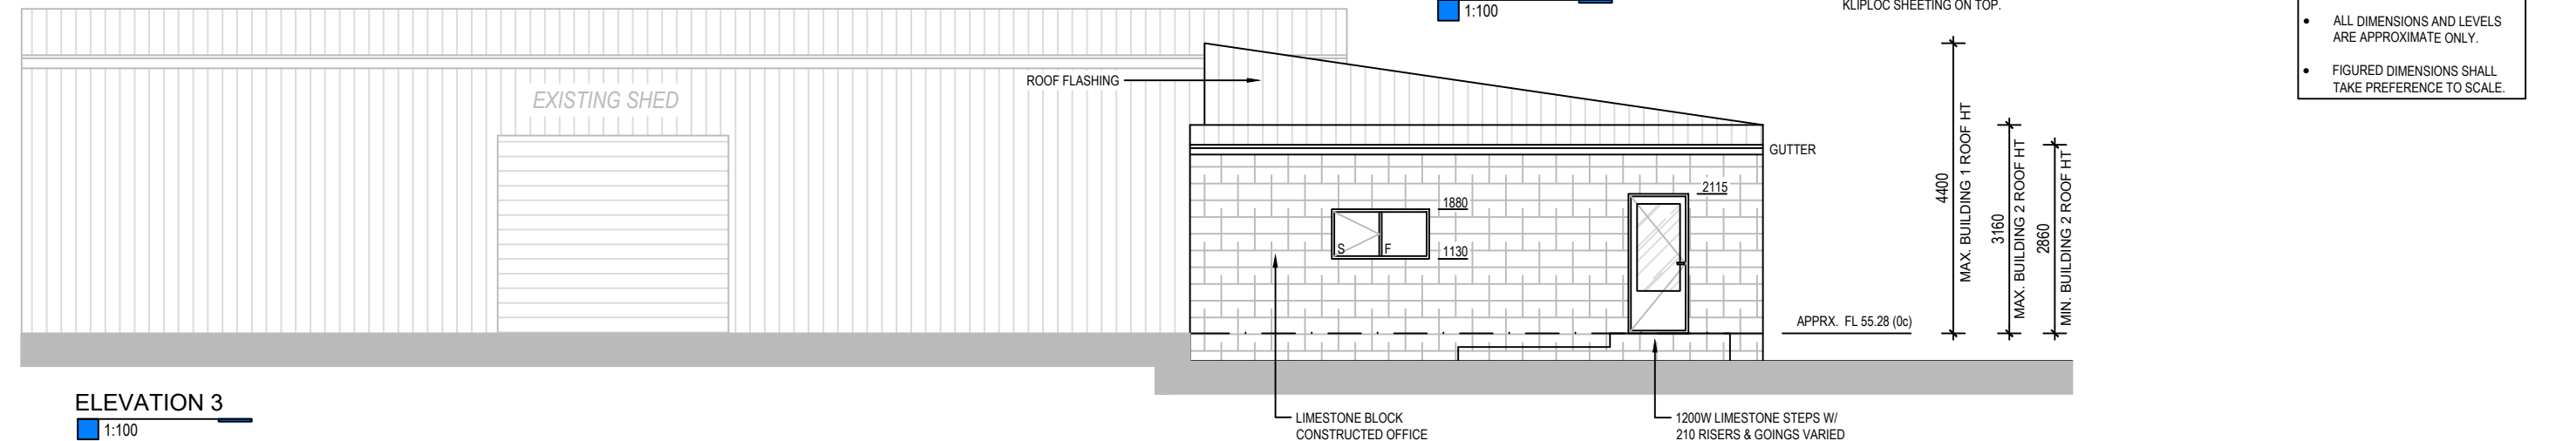 1:100
KLIPLOC SHEETING ON TOP.
• ALL DIMENSIONS AND LEVELS
ARE APPROXIMATE ONLY.
• FIGURED DIMENSIONS SHALL
TAKE PREFERENCE TO SCALE.
ROOF FLASHING
EXISTING SHED
GUTTER
2115
1880
S
F
1130
4400
MAX. BUILDING 1 ROOF HT
3160
MAX. BUILDING 2 ROOF HT
2860
MIN. BUILDING 2 ROOF HT
APPRX. FL 55.28 (0c)
ELEVATION 3
1:100
LIMESTONE BLOCK
CONSTRUCTED OFFICE
1200W LIMESTONE STEPS W/
210 RISERS & GOINGS VARIED